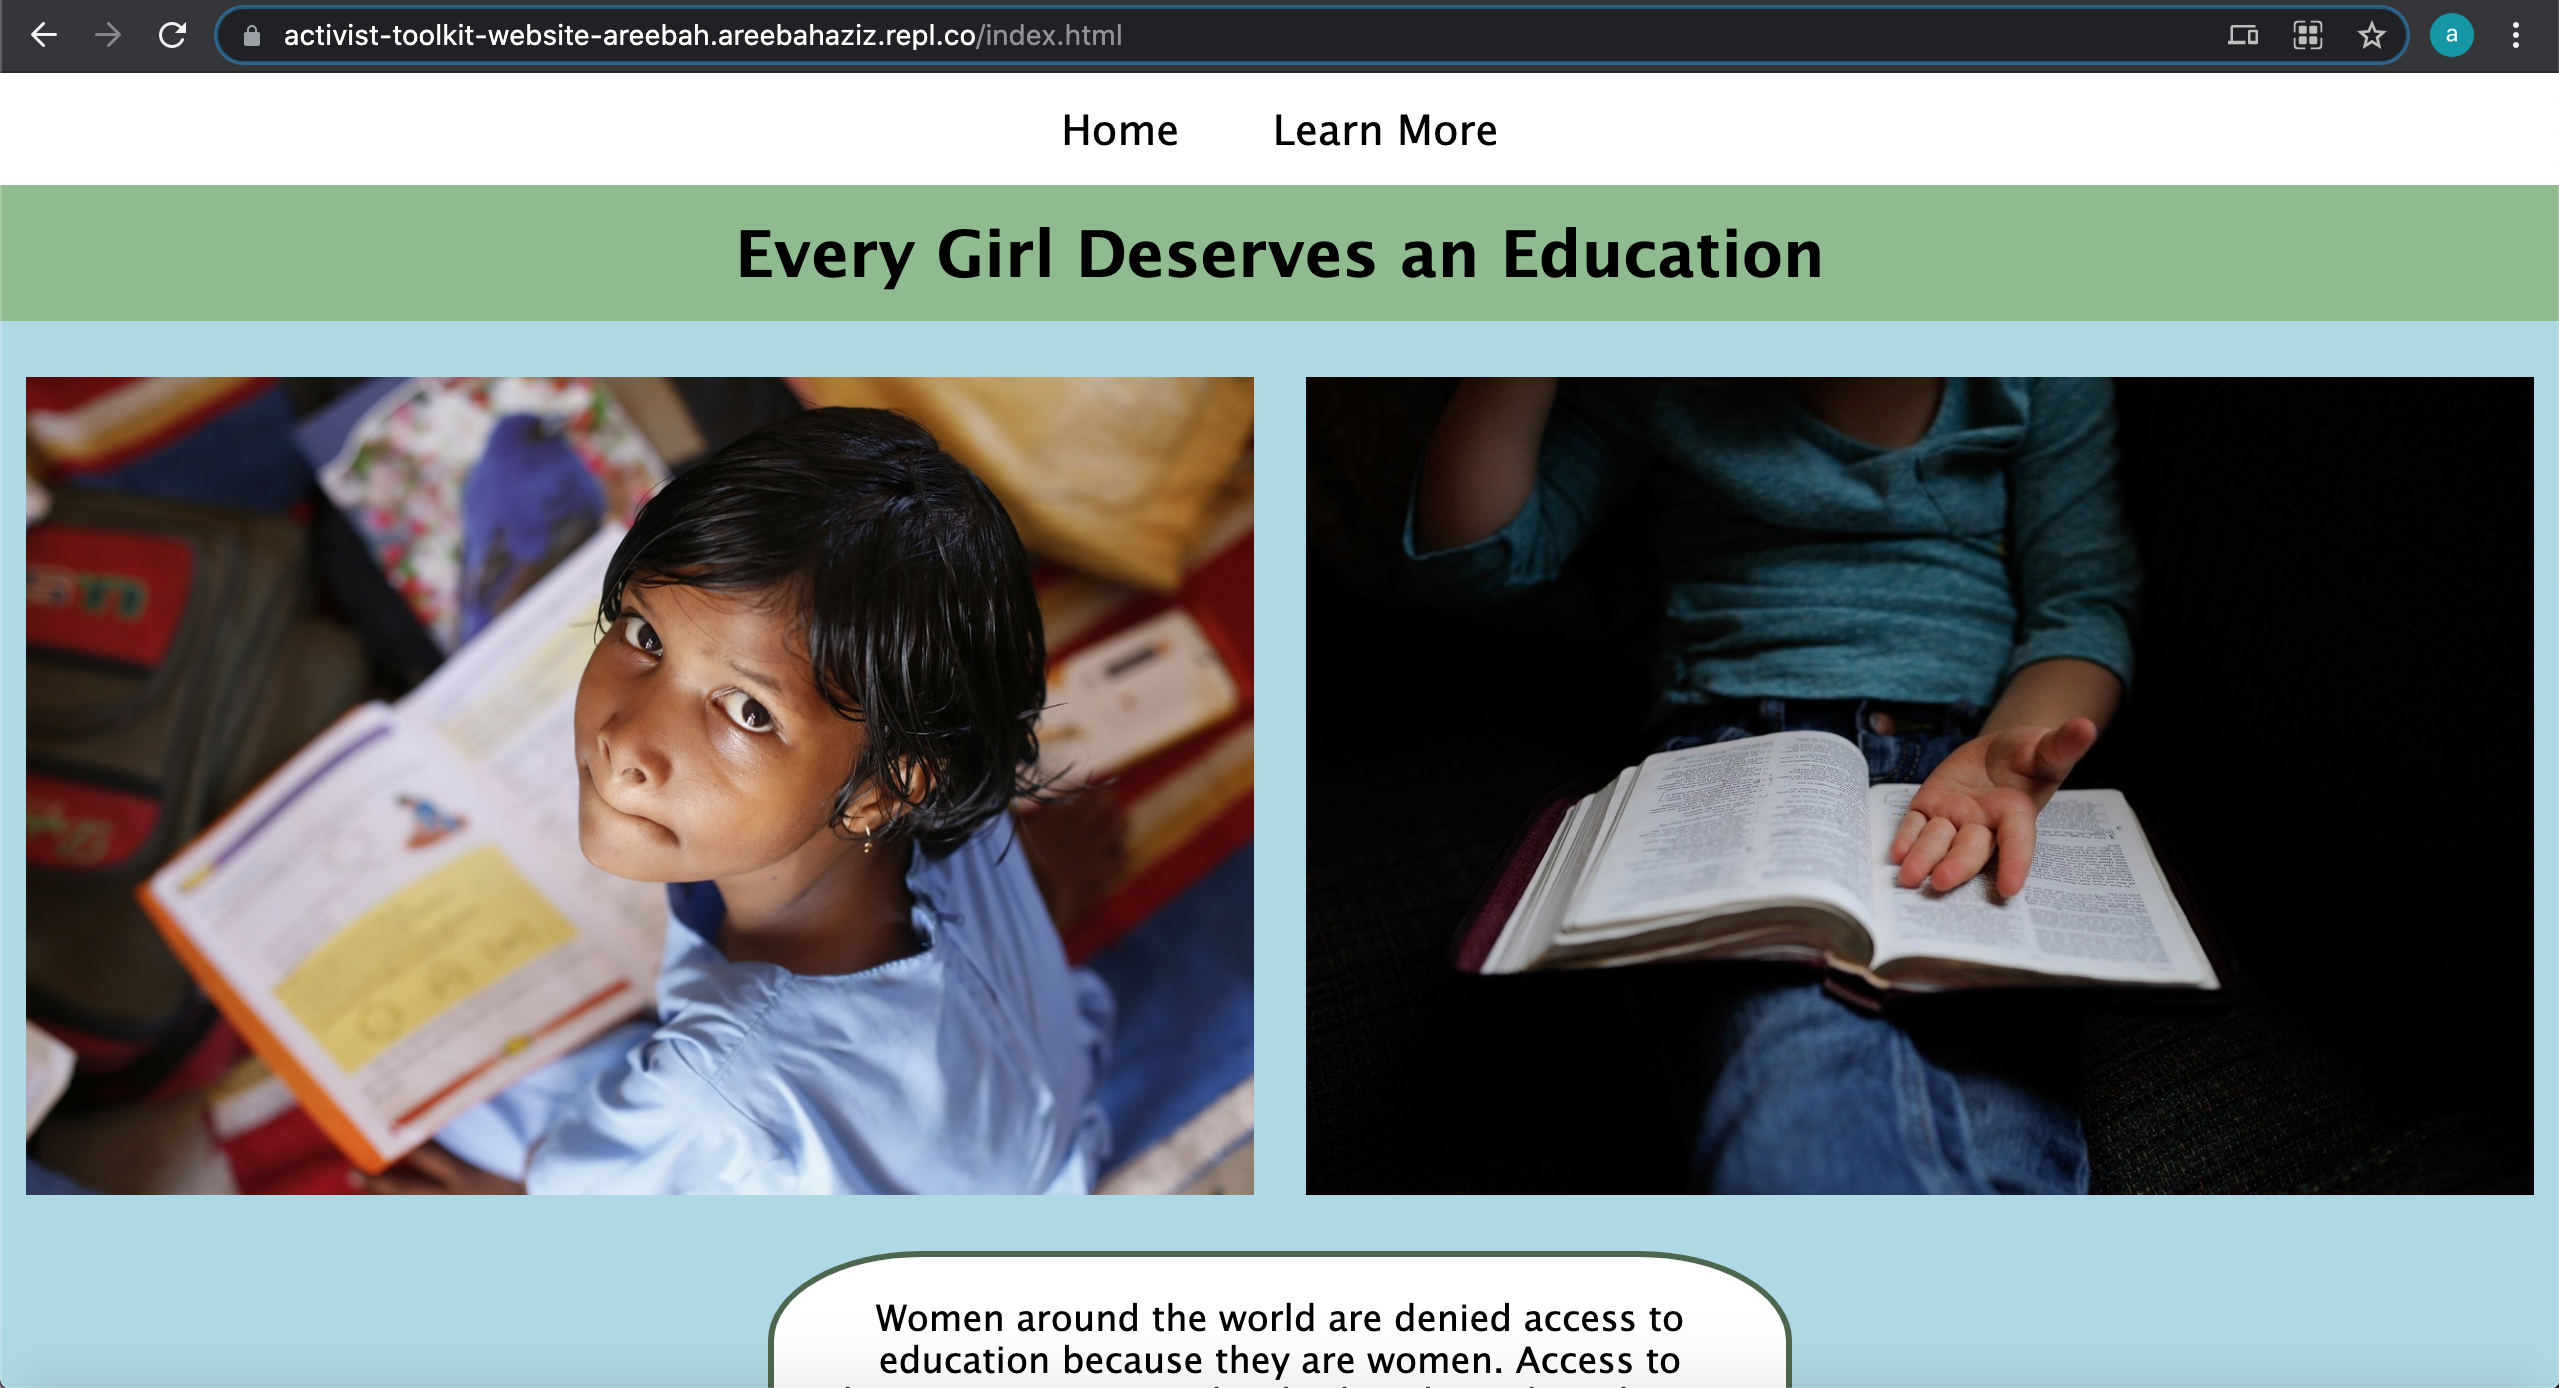 activist-toolkit-website-areebah.areebahaziz.repl.co/index.html
a
Home Learn More
Every Girl Deserves an Education
Women around the world are denied access to
education because they are women. Access to